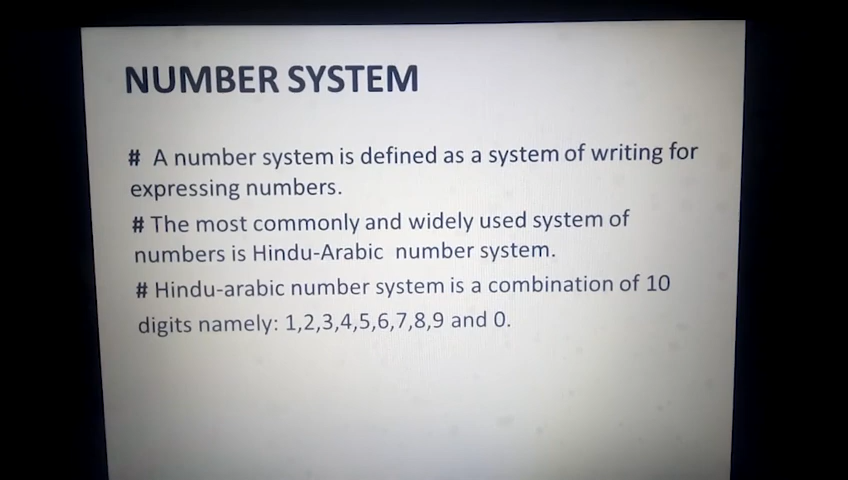 NUMBER SYSTEM
# A number system is defined as a system of writing for
expressing numbers.
# The most commonly and widely used system of
numbers is Hindu-Arabic number system.
# Hindu-arabic number system is a combination of 10
digits namely: 1,2,3,4,5,6,7,8,9 and 0.